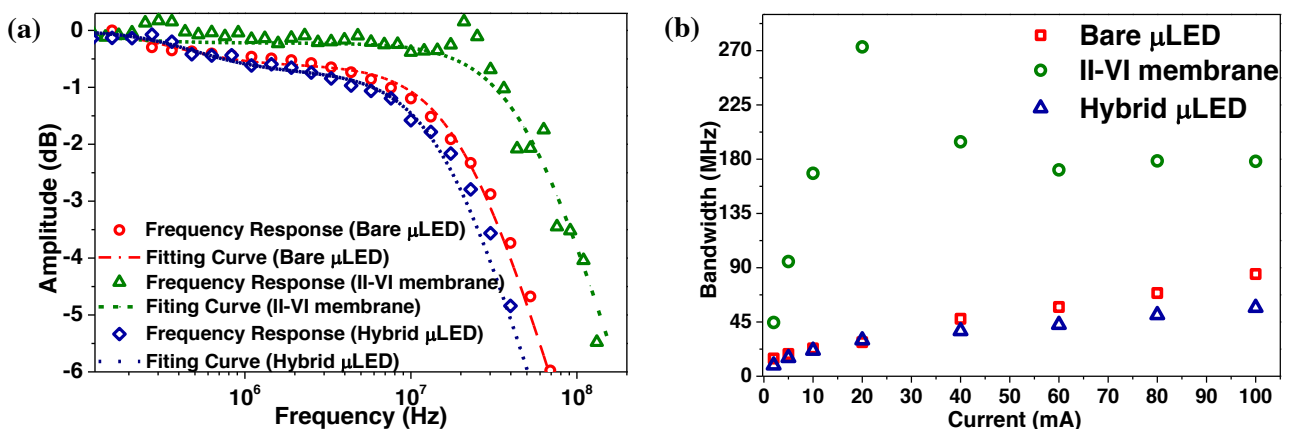 (a)
0
-1
-2
-3
-4
-5
-6
Amplitude (dB)
Frequency Response (Bare μLED)
Fitting Curve (Bare μLED)
Frequency Response (II-VI membrane)
Fiting Curve (II-VI membrane)
Frequency Response (Hybrid μLED)
Fitting Curve (Hybrid μLED)
10^6 10^7 10^8
Frequency (Hz)
(b)
270
225
180
135
90
45
0
Bandwidth (MHz)
Bare μLED
II-VI membrane
Hybrid μLED
0 10 20 30 40 50 60 70 80 90 100
Current (mA)